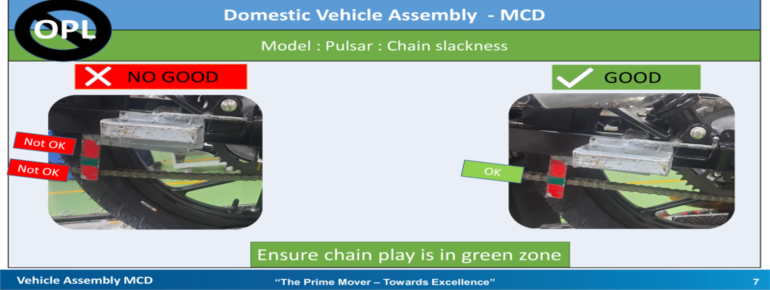 OPL
Domestic Vehicle Assembly - MCD
Model : Pulsar : Chain slackness
NO GOOD
GOOD
Not OK
Not OK
OK
Ensure chain play is in green zone
Vehicle Assembly MCD
“The Prime Mover – Towards Excellence”
7